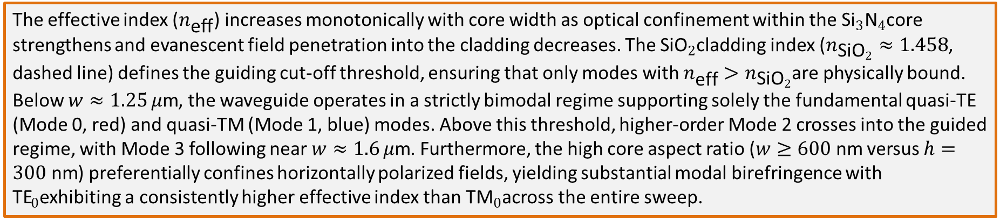 The effective index (n_eff) increases monotonically with core width as optical confinement within the Si₃N₄core
strengthens and evanescent field penetration into the cladding decreases. The SiO₂cladding index (n_SiO₂ ≈ 1.458,
dashed line) defines the guiding cut-off threshold, ensuring that only modes with n_eff > n_SiO₂are physically bound.
Below w ≈ 1.25 μm, the waveguide operates in a strictly bimodal regime supporting solely the fundamental quasi-TE
(Mode 0, red) and quasi-TM (Mode 1, blue) modes. Above this threshold, higher-order Mode 2 crosses into the guided
regime, with Mode 3 following near w ≈ 1.6 μm. Furthermore, the high core aspect ratio (w ≥ 600 nm versus h =
300 nm) preferentially confines horizontally polarized fields, yielding substantial modal birefringence with
TE₀exhibiting a consistently higher effective index than TM₀across the entire sweep.